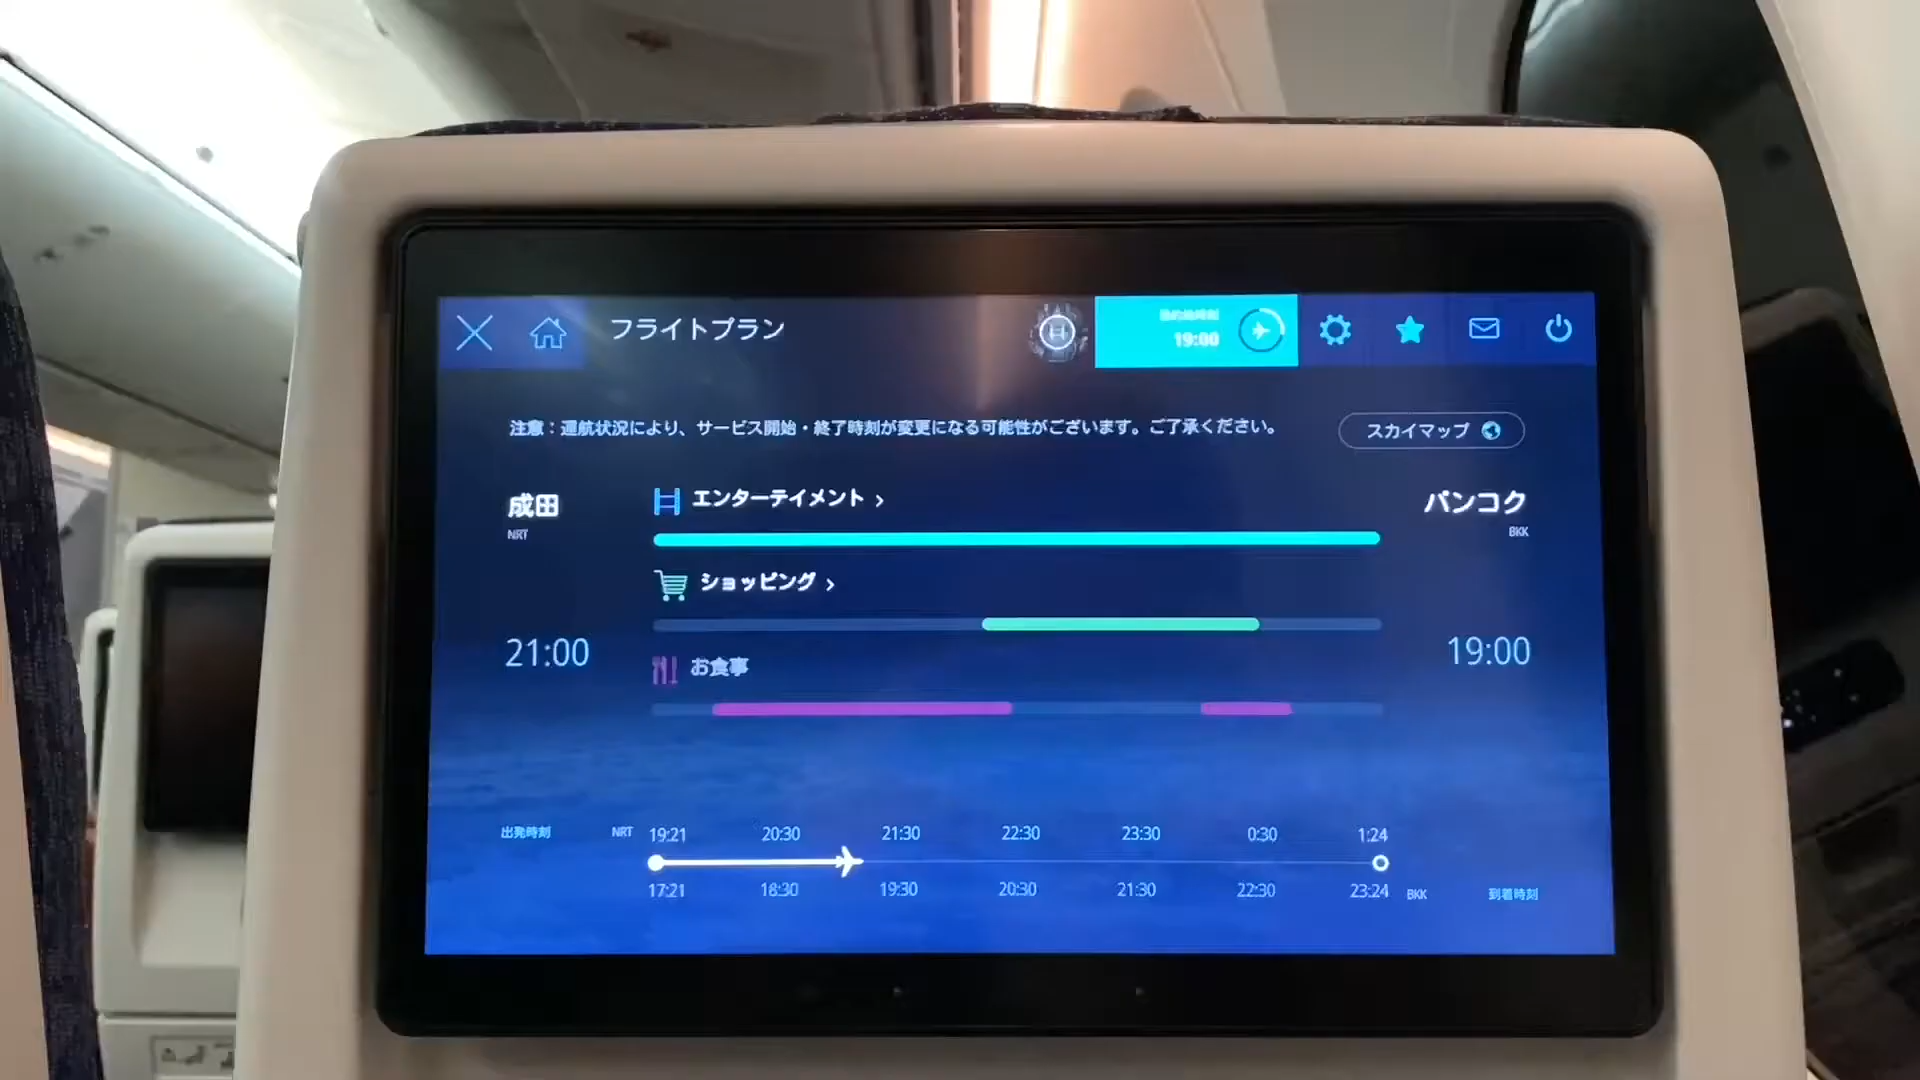 フライトプラン
19:00
注意：運航状況により、サービス開始・終了時刻が変更になる可能性がございます。ご了承ください。
スカイマップ
成田
NRT
エンターテイメント ›
バンコク
BKK
ショッピング ›
21:00
19:00
お食事
出発時刻 NRT 19:21 20:30 21:30 22:30 23:30 0:30 1:24
17:21 18:30 19:30 20:30 21:30 22:30 23:24 BKK 到着時刻